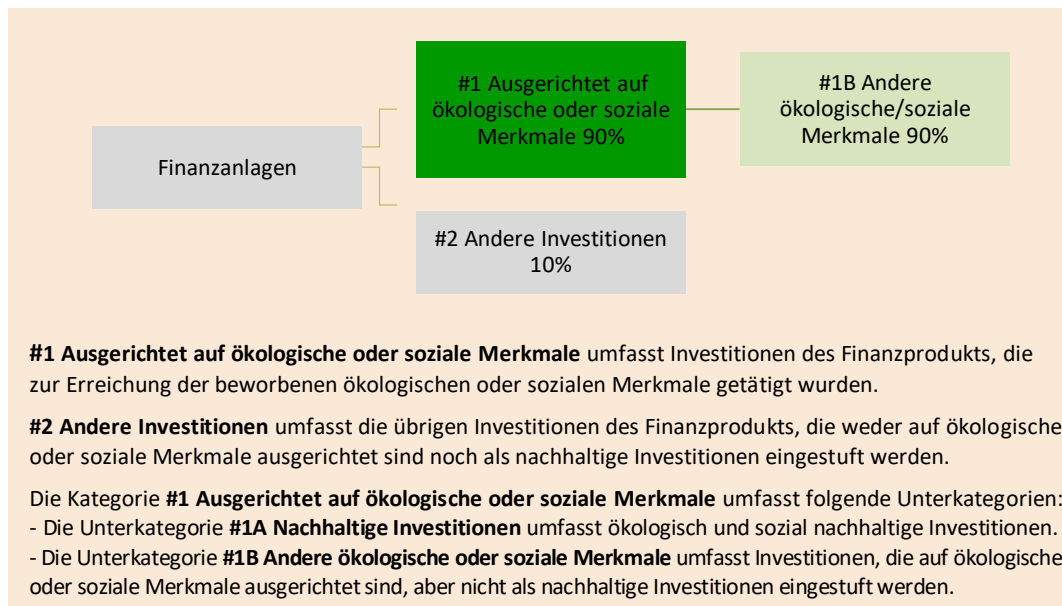 #1 Ausgerichtet auf
ökologische oder soziale
Merkmale 90%
#1B Andere
ökologische/soziale
Merkmale 90%
Finanzanlagen
#2 Andere Investitionen
10%
#1 Ausgerichtet auf ökologische oder soziale Merkmale umfasst Investitionen des Finanzprodukts, die
zur Erreichung der beworbenen ökologischen oder sozialen Merkmale getätigt wurden.
#2 Andere Investitionen umfasst die übrigen Investitionen des Finanzprodukts, die weder auf ökologische
oder soziale Merkmale ausgerichtet sind noch als nachhaltige Investitionen eingestuft werden.
Die Kategorie #1 Ausgerichtet auf ökologische oder soziale Merkmale umfasst folgende Unterkategorien:
- Die Unterkategorie #1A Nachhaltige Investitionen umfasst ökologisch und sozial nachhaltige Investitionen.
- Die Unterkategorie #1B Andere ökologische oder soziale Merkmale umfasst Investitionen, die auf ökologische
oder soziale Merkmale ausgerichtet sind, aber nicht als nachhaltige Investitionen eingestuft werden.